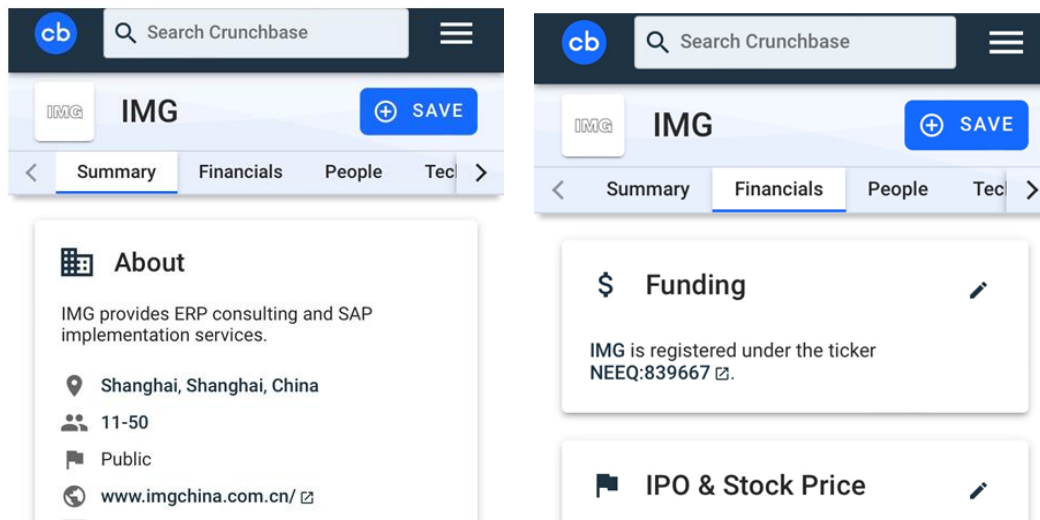 cb Search Crunchbase
IMG IMG SAVE
Summary Financials People Tec
About
IMG provides ERP consulting and SAP
implementation services.
Shanghai, Shanghai, China
11-50
Public
www.imgchina.com.cn/
cb Search Crunchbase
IMG IMG SAVE
Summary Financials People Tec
Funding
IMG is registered under the ticker
NEEQ:839667.
IPO & Stock Price